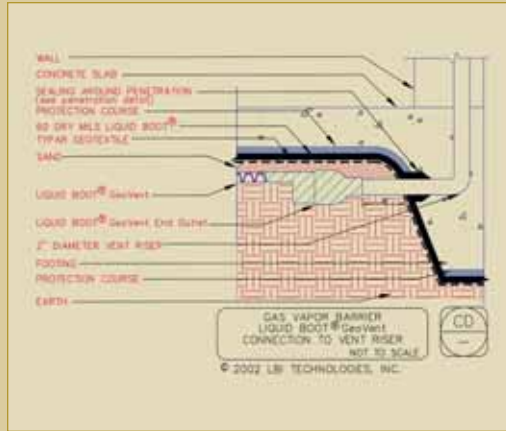 WALL
CONCRETE SLAB
SEALING AROUND PENETRATION
(see penetration detail)
PROTECTION COURSE
60 DRY MILS LIQUID BOOT®
TYPAR GEOTEXTILE
SAND
LIQUID BOOT® GeoVent
LIQUID BOOT® GeoVent End Outlet
2" DIAMETER VENT RISER
FOOTING
PROTECTION COURSE
EARTH
GAS VAPOR BARRIER
LIQUID BOOT® GeoVent
CONNECTION TO VENT RISER
NOT TO SCALE
CD
—
© 2002 LBI TECHNOLOGIES, INC.